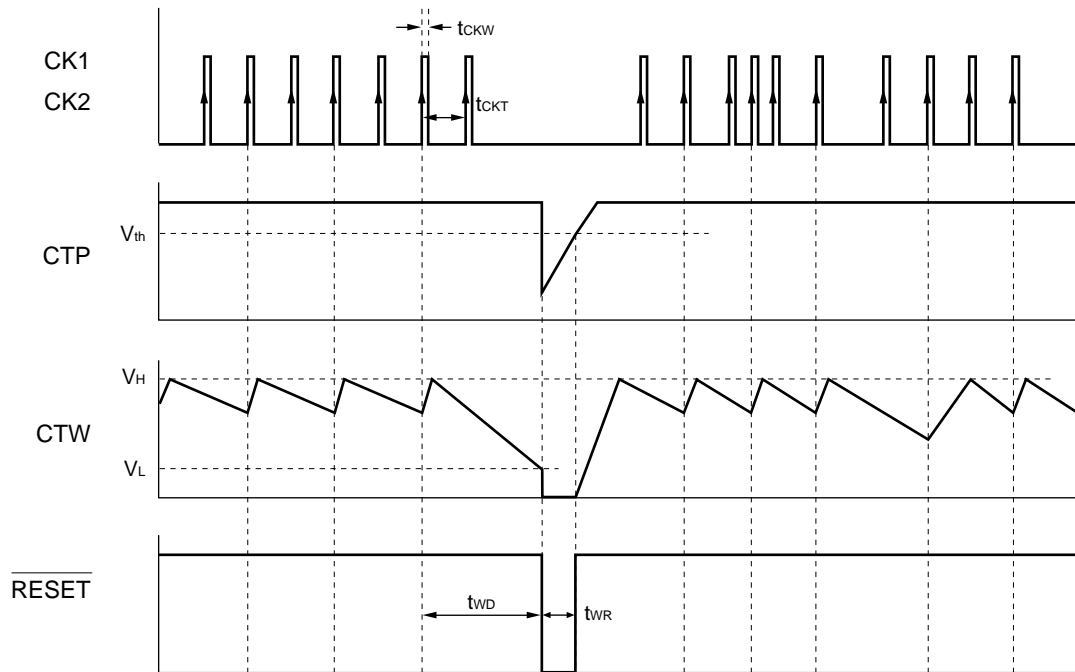 tCKW
CK1
CK2
tCKT
Vth
CTP
VH
CTW
VL
RESET
tWD
tWR